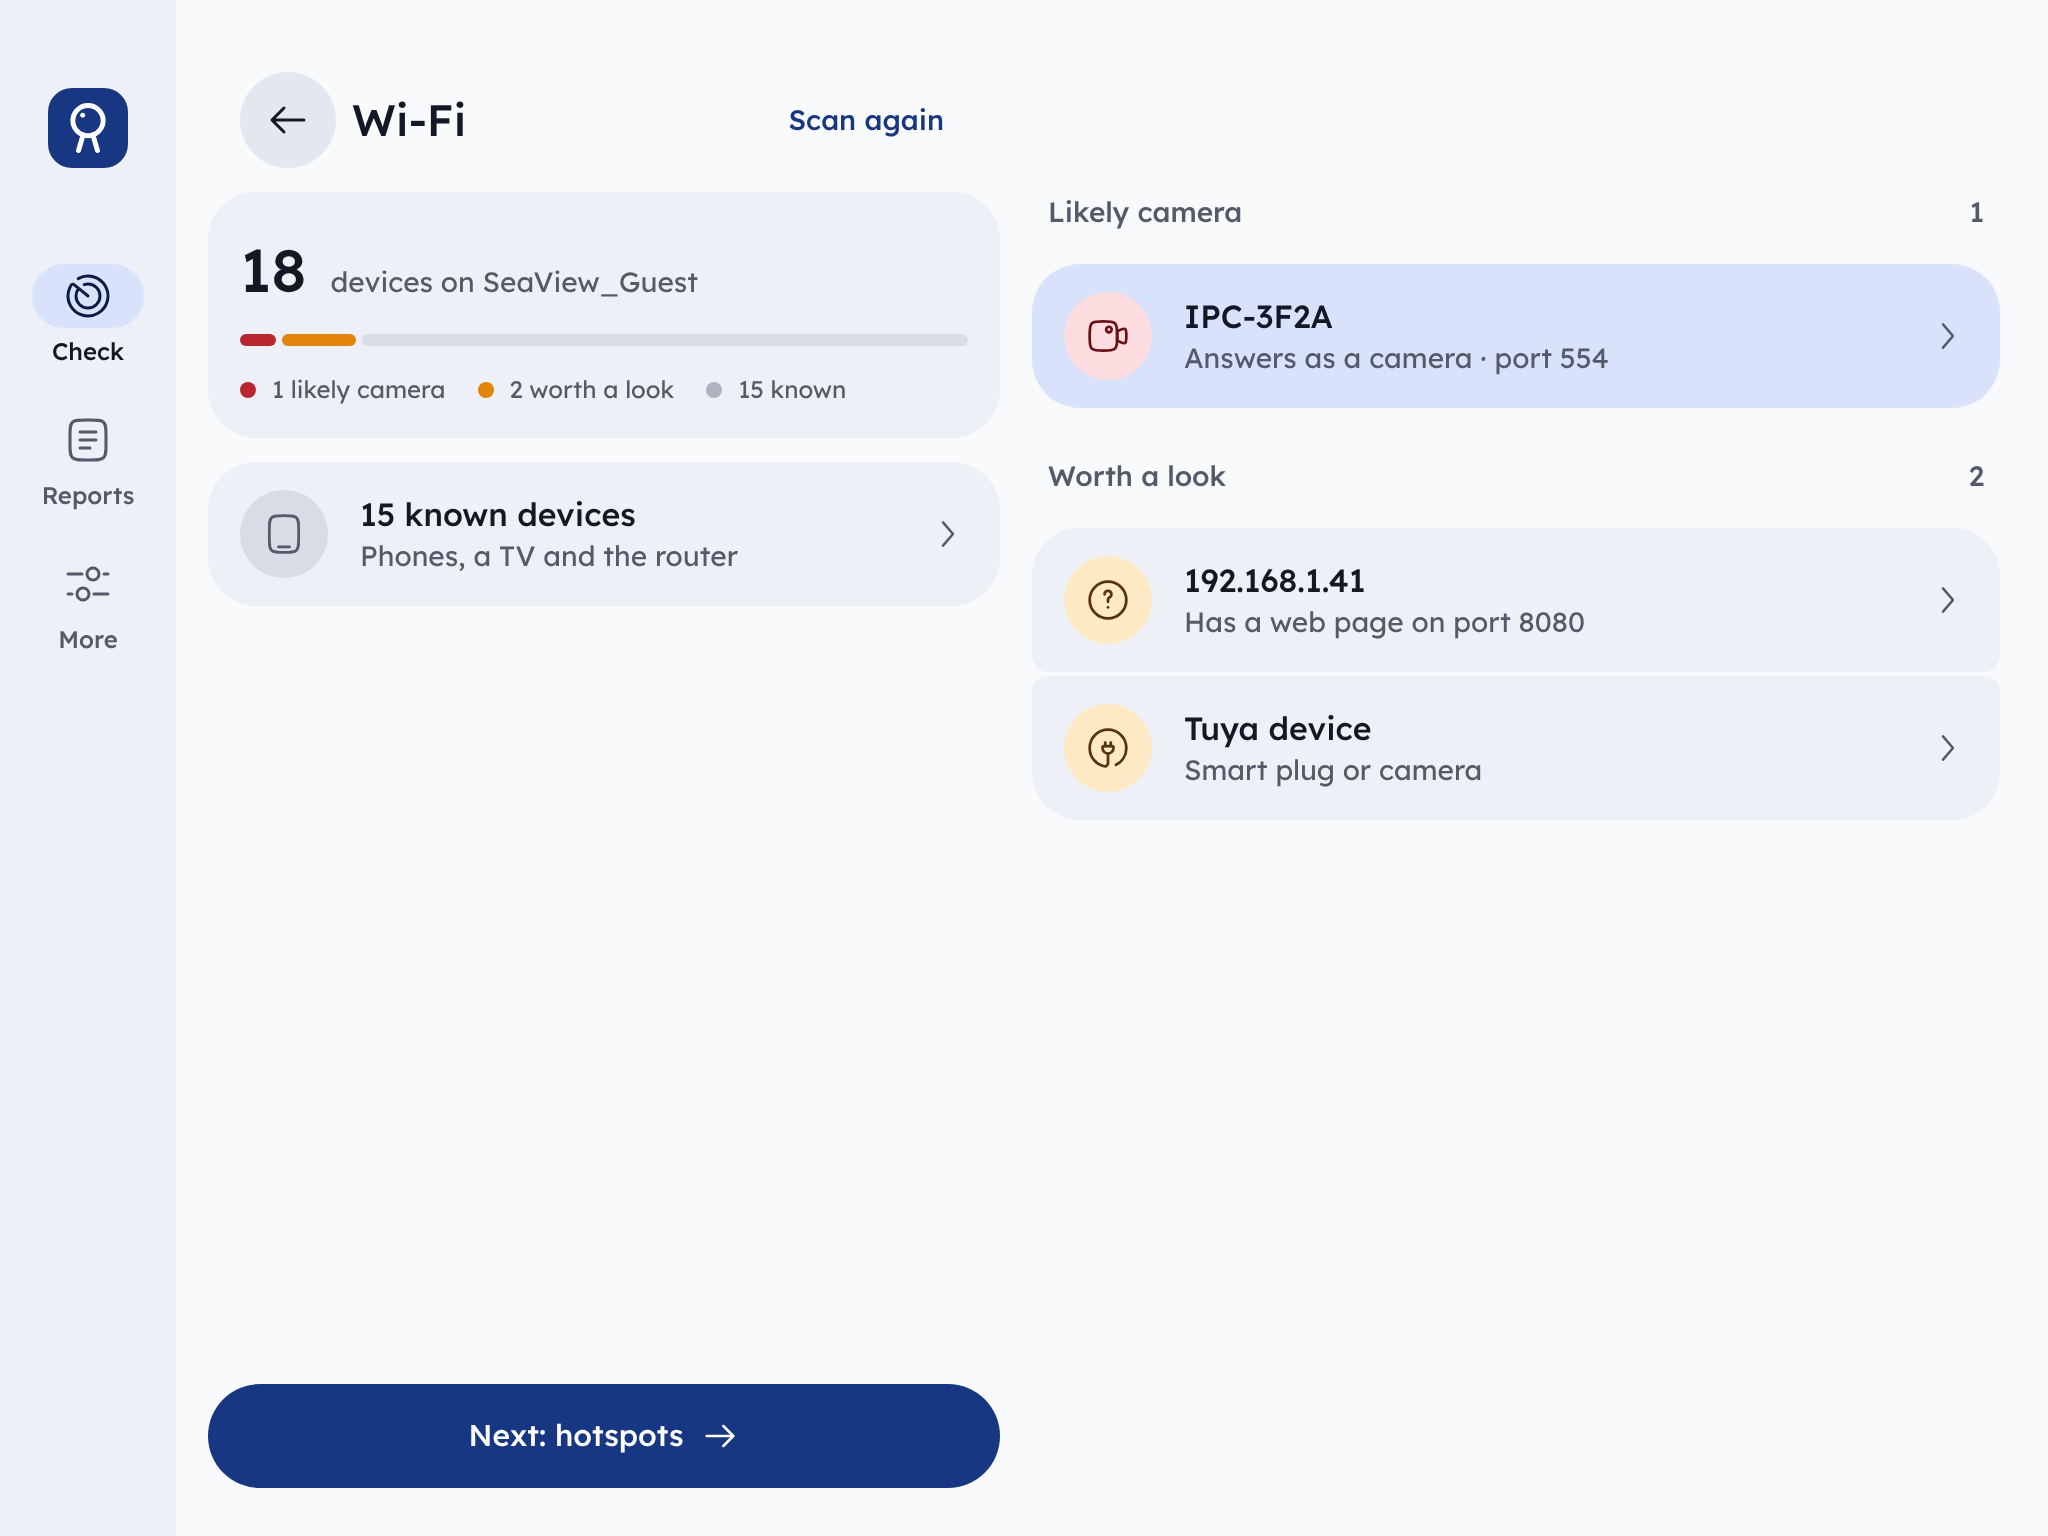 Check
Reports
More
Wi-Fi
Scan again
18 devices on SeaView_Guest
1 likely camera
2 worth a look
15 known
15 known devices
Phones, a TV and the router
Next: hotspots
Likely camera 1
IPC-3F2A
Answers as a camera · port 554
Worth a look 2
192.168.1.41
Has a web page on port 8080
Tuya device
Smart plug or camera